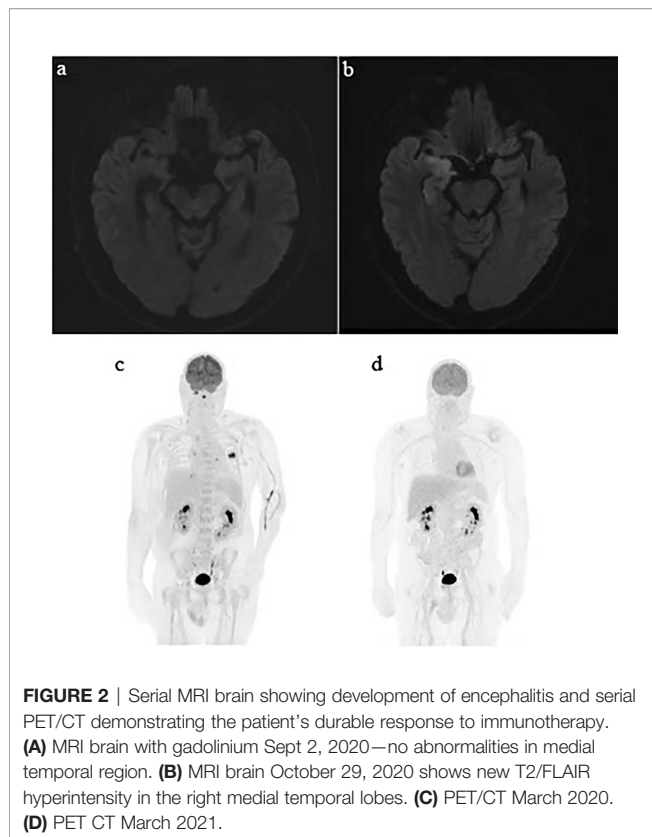 a
b
c
d
FIGURE 2 | Serial MRI brain showing development of encephalitis and serial
PET/CT demonstrating the patient's durable response to immunotherapy.
(A) MRI brain with gadolinium Sept 2, 2020—no abnormalities in medial
temporal region. (B) MRI brain October 29, 2020 shows new T2/FLAIR
hyperintensity in the right medial temporal lobes. (C) PET/CT March 2020.
(D) PET CT March 2021.